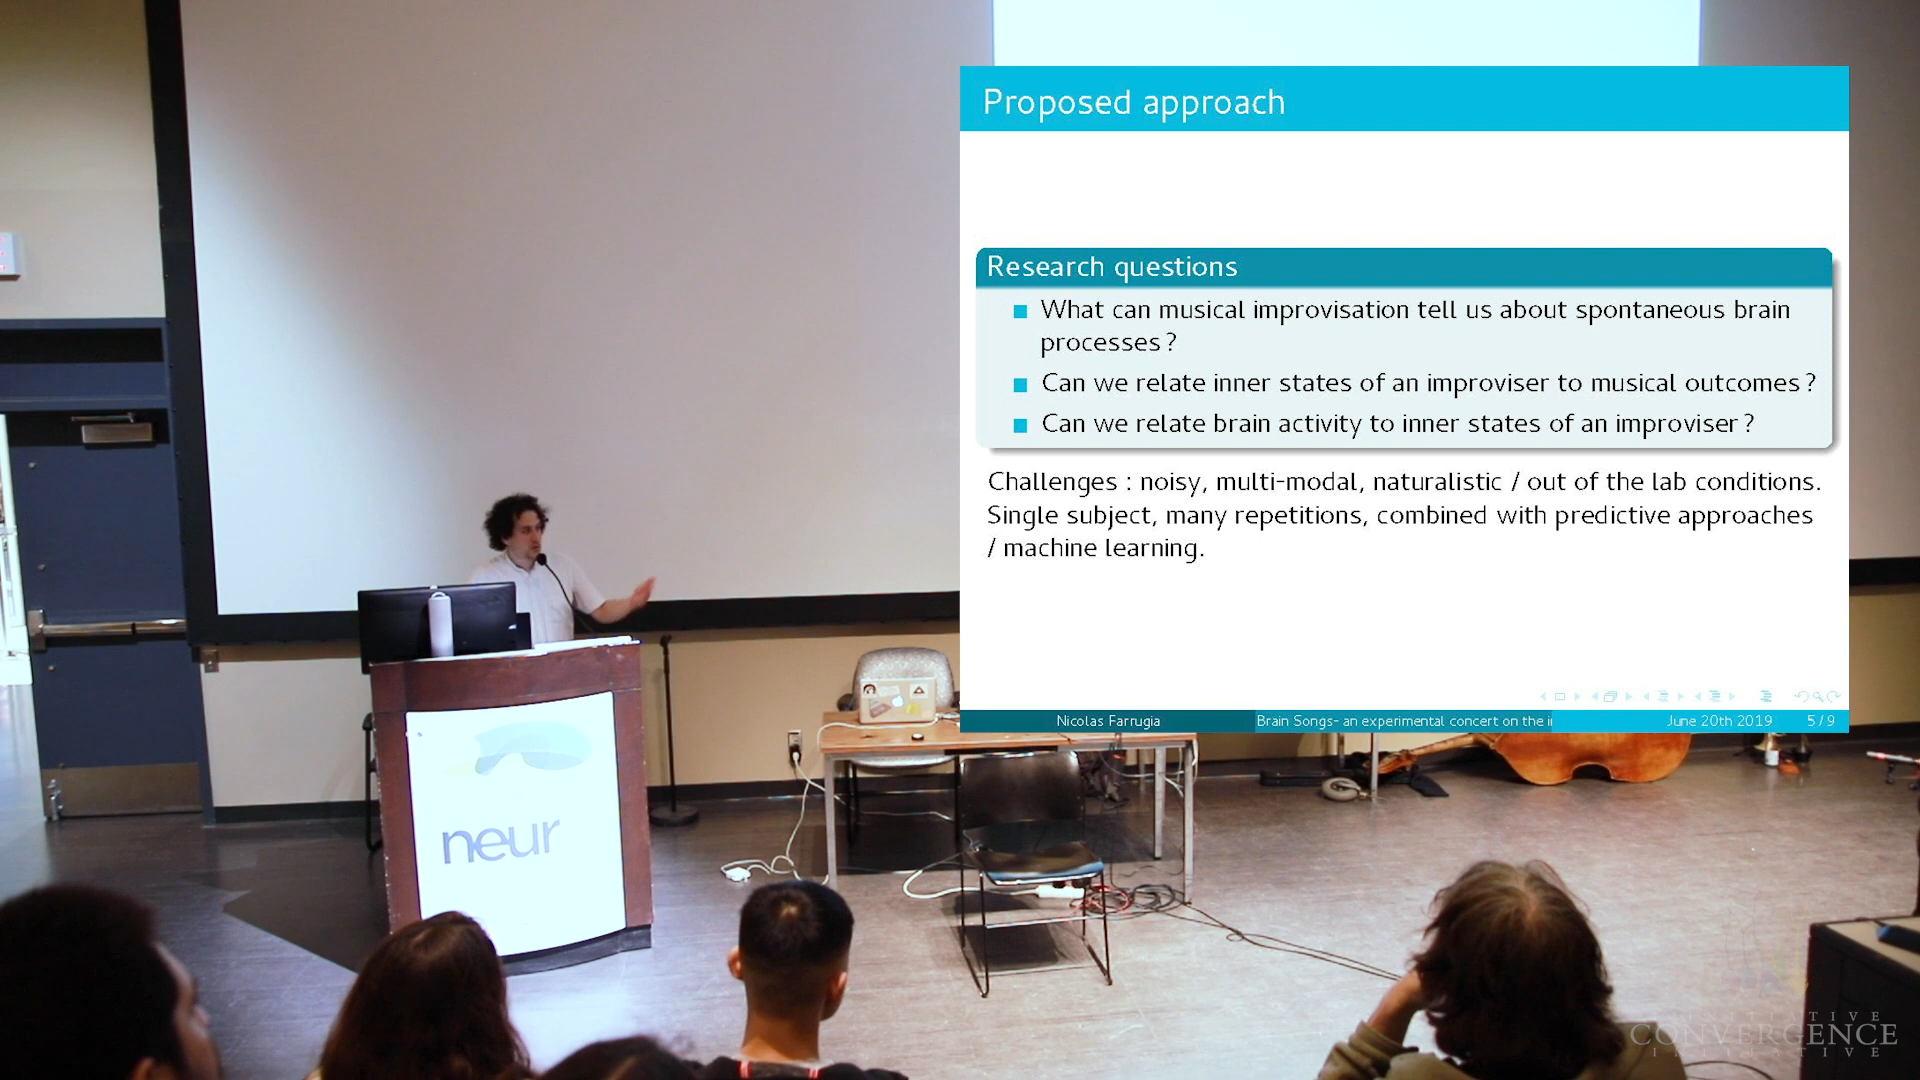 Proposed approach
Research questions
What can musical improvisation tell us about spontaneous brain
processes ?
Can we relate inner states of an improviser to musical outcomes ?
Can we relate brain activity to inner states of an improviser ?
Challenges : noisy, multi-modal, naturalistic / out of the lab conditions.
Single subject, many repetitions, combined with predictive approaches
/ machine learning.
Nicolas Farrugia
Brain Songs- an experimental concert on the i
June 20th 2019
5 / 9
neur
CONVERGENCE
INITIATIVE